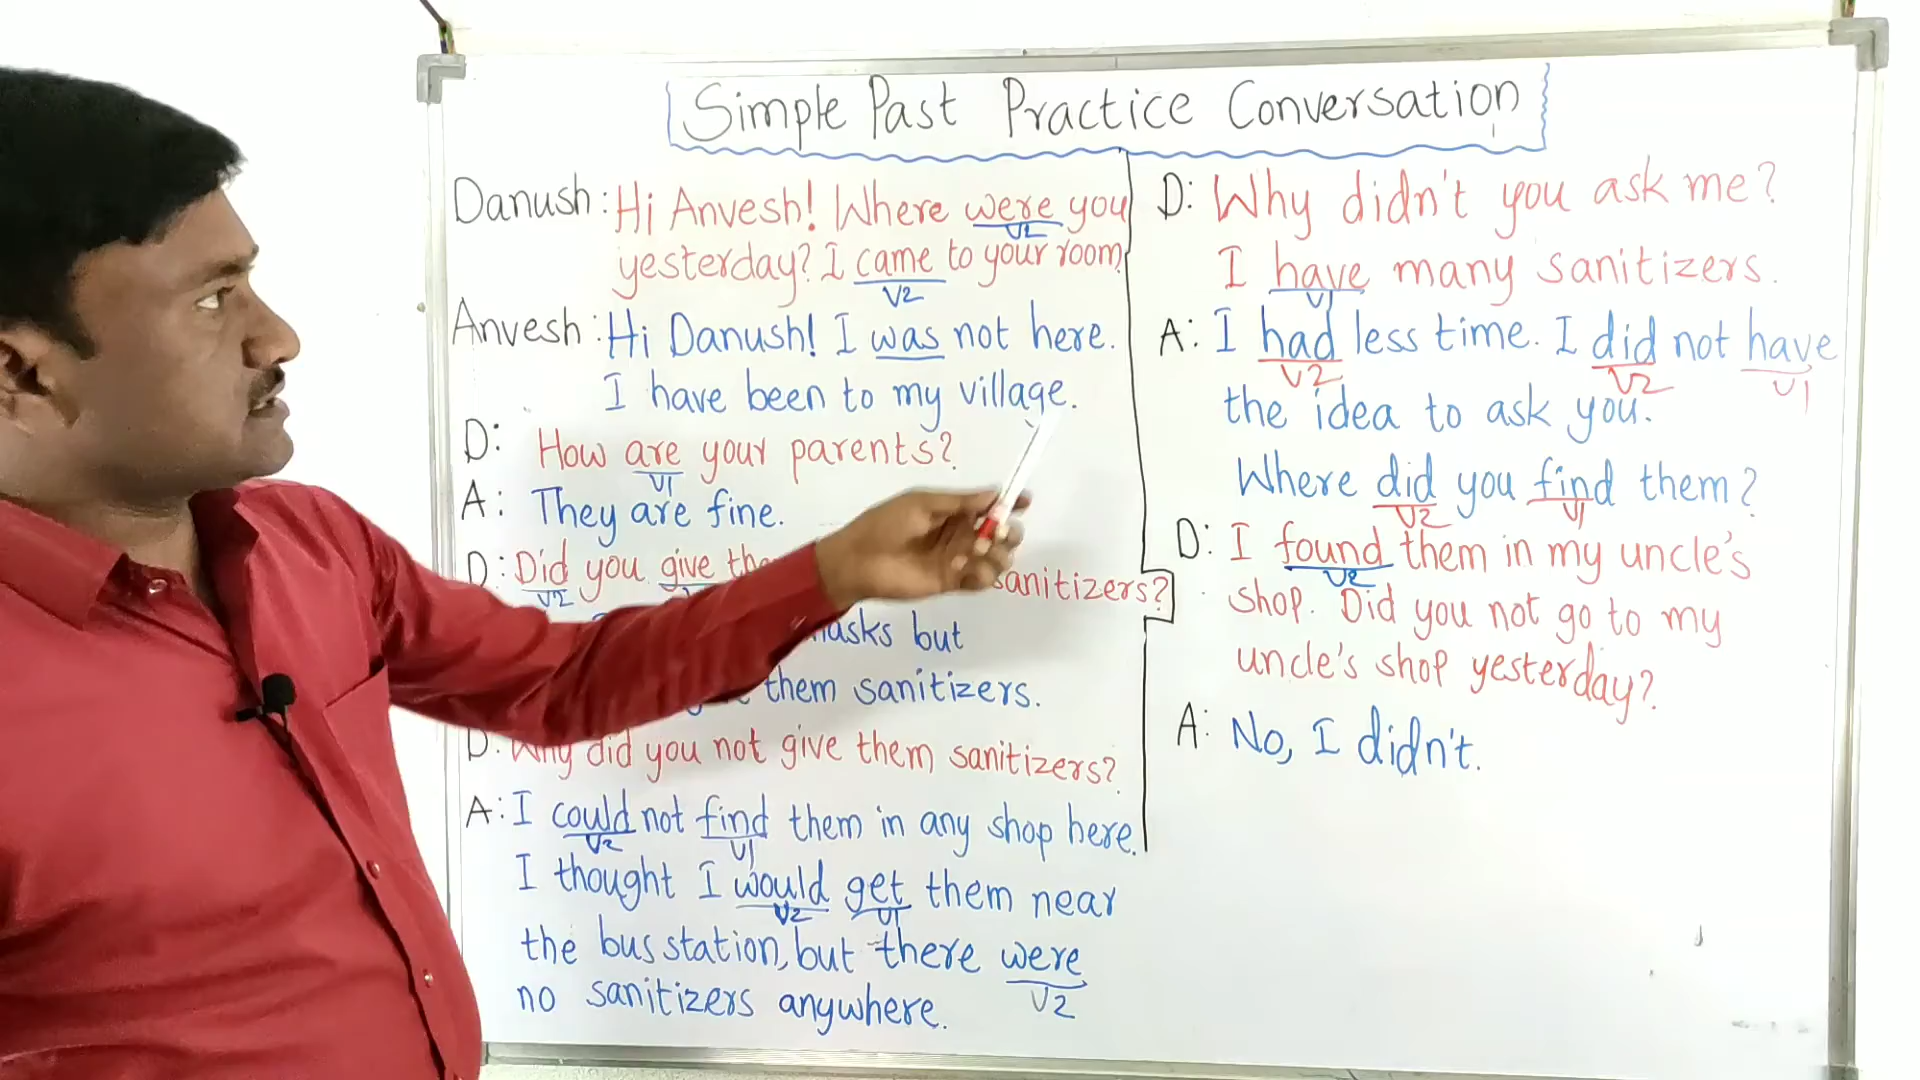 Simple Past Practice Conversation
Danush: Hi Anvesh! Where were you
V2
yesterday? I came to your room
V2
Anvesh: Hi Danush! I was not here.
I have been to my village.
D: How are your parents?
V1
A: They are fine.
D: Did you give
V2
sanitizers?
masks but
them sanitizers.
D: Why did you not give them sanitizers?
A: I could not find them in any shop here.
V2 V1
I thought I would get them near
V2 V1
the bus station, but there were
V2
no sanitizers anywhere.
D: Why didn't you ask me?
I have many sanitizers.
V1
A: I had less time. I did not have
V2 V2 V1
the idea to ask you.
Where did you find them?
V2 V1
D: I found them in my uncle's
V2
shop. Did you not go to my
uncle's shop yesterday?
A: No, I didn't.